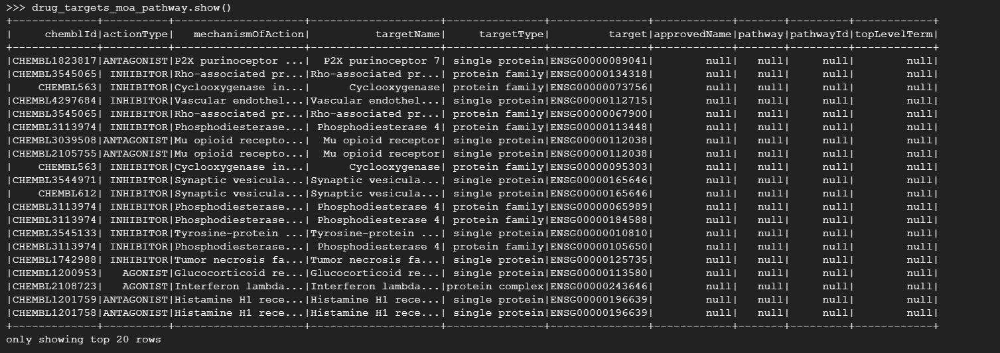 >>> drug_targets_moa_pathway.show()
+-------------+----------+--------------------+--------------------+---------------+---------------+------------+-------+---------+------------+
|     chemblId|actionType|   mechanismOfAction|          targetName|     targetType|         target|approvedName|pathway|pathwayId|topLevelTerm|
+-------------+----------+--------------------+--------------------+---------------+---------------+------------+-------+---------+------------+
|CHEMBL1823817|ANTAGONIST|P2X purinoceptor ...|  P2X purinoceptor 7| single protein|ENSG00000089041|        null|   null|     null|        null|
|CHEMBL3545065| INHIBITOR|Rho-associated pr...|Rho-associated pr...| protein family|ENSG00000134318|        null|   null|     null|        null|
|    CHEMBL563| INHIBITOR|Cyclooxygenase in...|      Cyclooxygenase| protein family|ENSG00000073756|        null|   null|     null|        null|
|CHEMBL4297684| INHIBITOR|Vascular endothel...|Vascular endothel...| single protein|ENSG00000112715|        null|   null|     null|        null|
|CHEMBL3545065| INHIBITOR|Rho-associated pr...|Rho-associated pr...| protein family|ENSG00000067900|        null|   null|     null|        null|
|CHEMBL3113974| INHIBITOR|Phosphodiesterase...| Phosphodiesterase 4| protein family|ENSG00000113448|        null|   null|     null|        null|
|CHEMBL3039508|ANTAGONIST|Mu opioid recepto...|  Mu opioid receptor| single protein|ENSG00000112038|        null|   null|     null|        null|
|CHEMBL2105755|ANTAGONIST|Mu opioid recepto...|  Mu opioid receptor| single protein|ENSG00000112038|        null|   null|     null|        null|
|    CHEMBL563| INHIBITOR|Cyclooxygenase in...|      Cyclooxygenase| protein family|ENSG00000095303|        null|   null|     null|        null|
|CHEMBL3544971| INHIBITOR|Synaptic vesicula...|Synaptic vesicula...| single protein|ENSG00000165646|        null|   null|     null|        null|
|    CHEMBL612| INHIBITOR|Synaptic vesicula...|Synaptic vesicula...| single protein|ENSG00000165646|        null|   null|     null|        null|
|CHEMBL3113974| INHIBITOR|Phosphodiesterase...| Phosphodiesterase 4| protein family|ENSG00000065989|        null|   null|     null|        null|
|CHEMBL3113974| INHIBITOR|Phosphodiesterase...| Phosphodiesterase 4| protein family|ENSG00000184588|        null|   null|     null|        null|
|CHEMBL3545133| INHIBITOR|Tyrosine-protein ...|Tyrosine-protein ...| single protein|ENSG00000010810|        null|   null|     null|        null|
|CHEMBL3113974| INHIBITOR|Phosphodiesterase...| Phosphodiesterase 4| protein family|ENSG00000105650|        null|   null|     null|        null|
|CHEMBL1742988| INHIBITOR|Tumor necrosis fa...|Tumor necrosis fa...| single protein|ENSG00000125735|        null|   null|     null|        null|
|CHEMBL1200953|   AGONIST|Glucocorticoid re...|Glucocorticoid re...| single protein|ENSG00000113580|        null|   null|     null|        null|
|CHEMBL2108723|   AGONIST|Interferon lambda...|Interferon lambda...|protein complex|ENSG00000243646|        null|   null|     null|        null|
|CHEMBL1201759|ANTAGONIST|Histamine H1 rece...|Histamine H1 rece...| single protein|ENSG00000196639|        null|   null|     null|        null|
|CHEMBL1201758|ANTAGONIST|Histamine H1 rece...|Histamine H1 rece...| single protein|ENSG00000196639|        null|   null|     null|        null|
+-------------+----------+--------------------+--------------------+---------------+---------------+------------+-------+---------+------------+
only showing top 20 rows